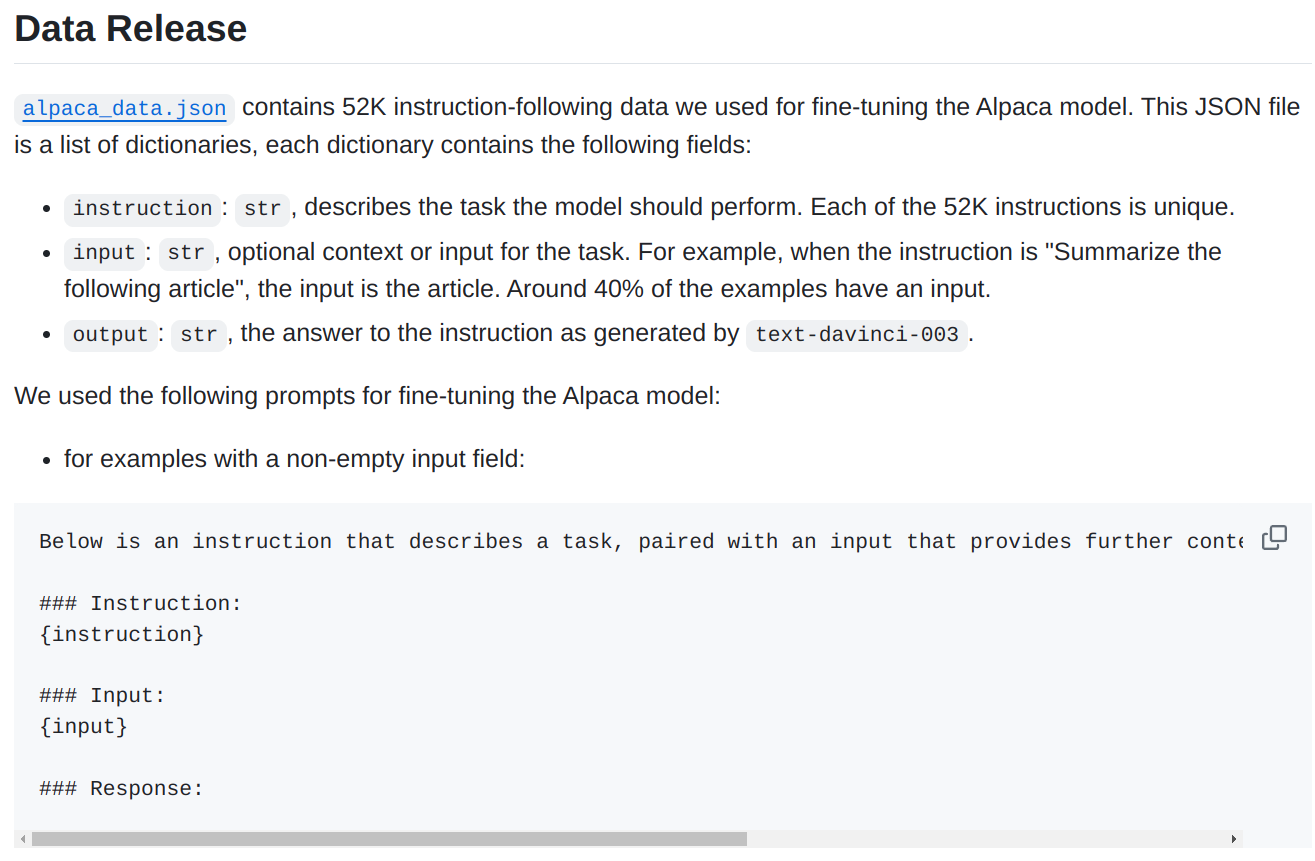 Data Release
alpaca_data.json contains 52K instruction-following data we used for fine-tuning the Alpaca model. This JSON file
is a list of dictionaries, each dictionary contains the following fields:
• instruction: str, describes the task the model should perform. Each of the 52K instructions is unique.
• input: str, optional context or input for the task. For example, when the instruction is "Summarize the
following article", the input is the article. Around 40% of the examples have an input.
• output: str, the answer to the instruction as generated by text-davinci-003.
We used the following prompts for fine-tuning the Alpaca model:
• for examples with a non-empty input field:
Below is an instruction that describes a task, paired with an input that provides further conte
### Instruction:
{instruction}
### Input:
{input}
### Response: